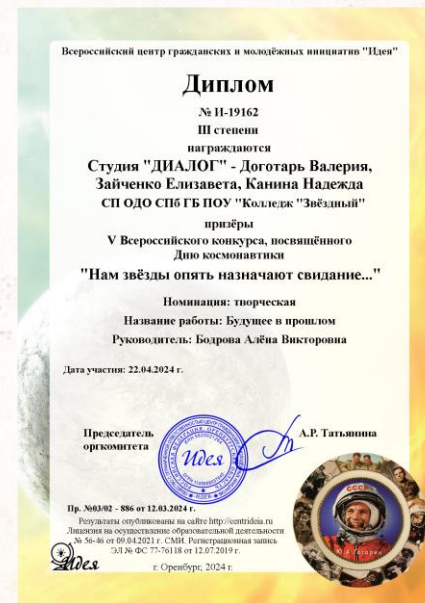 Всероссийский центр гражданских и молодёжных инициатив "Идея"
Диплом
№ И-19162
III степени
награждаются
Студия "ДИАЛОГ" - Доготарь Валерия,
Зайченко Елизавета, Канина Надежда
СП ОДО СПб ГБ ПОУ "Колледж "Звёздный"
призёры
V Всероссийского конкурса, посвящённого
Дню космонавтики
"Нам звёзды опять назначают свидание..."
Номинация: творческая
Название работы: Будущее в прошлом
Руководитель: Бодрова Алёна Викторовна
Дата участия: 22.04.2024 г.
Председатель
оргкомитета
Идея
А.Р. Татьянина
СССР
Ю.А.Гагарин
Пр. №03/02 - 886 от 12.03.2024 г.
Результаты опубликованы на сайте http://centrideia.ru
Лицензия на осуществление образовательной деятельности
№ 56-46 от 09.04.2021 г. СМИ. Регистрационная запись
ЭЛ № ФС 77-76118 от 12.07.2019 г.
Идея
г. Оренбург, 2024 г.